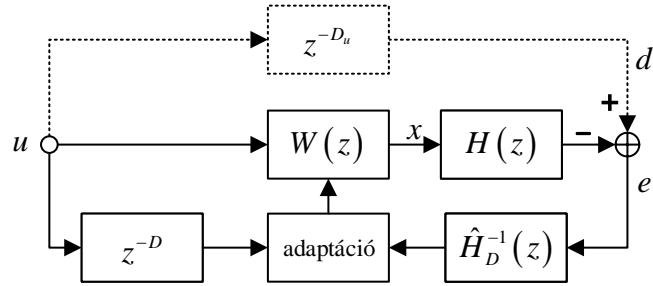 z^{-D_u}
d
+
u
W(z)
x
H(z)
−
e
z^{-D}
adaptáció
Ĥ_D^{-1}(z)